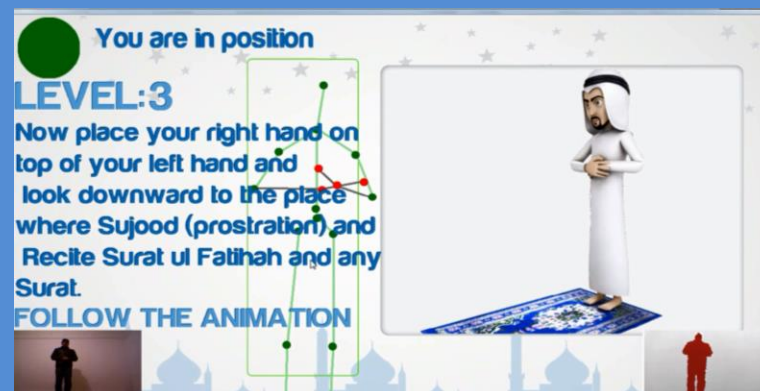 You are in position
LEVEL:3
Now place your right hand on
top of your left hand and
look downward to the place
where Sujood (prostration) and
Recite Surat ul Fatihah and any
Surat.
FOLLOW THE ANIMATION